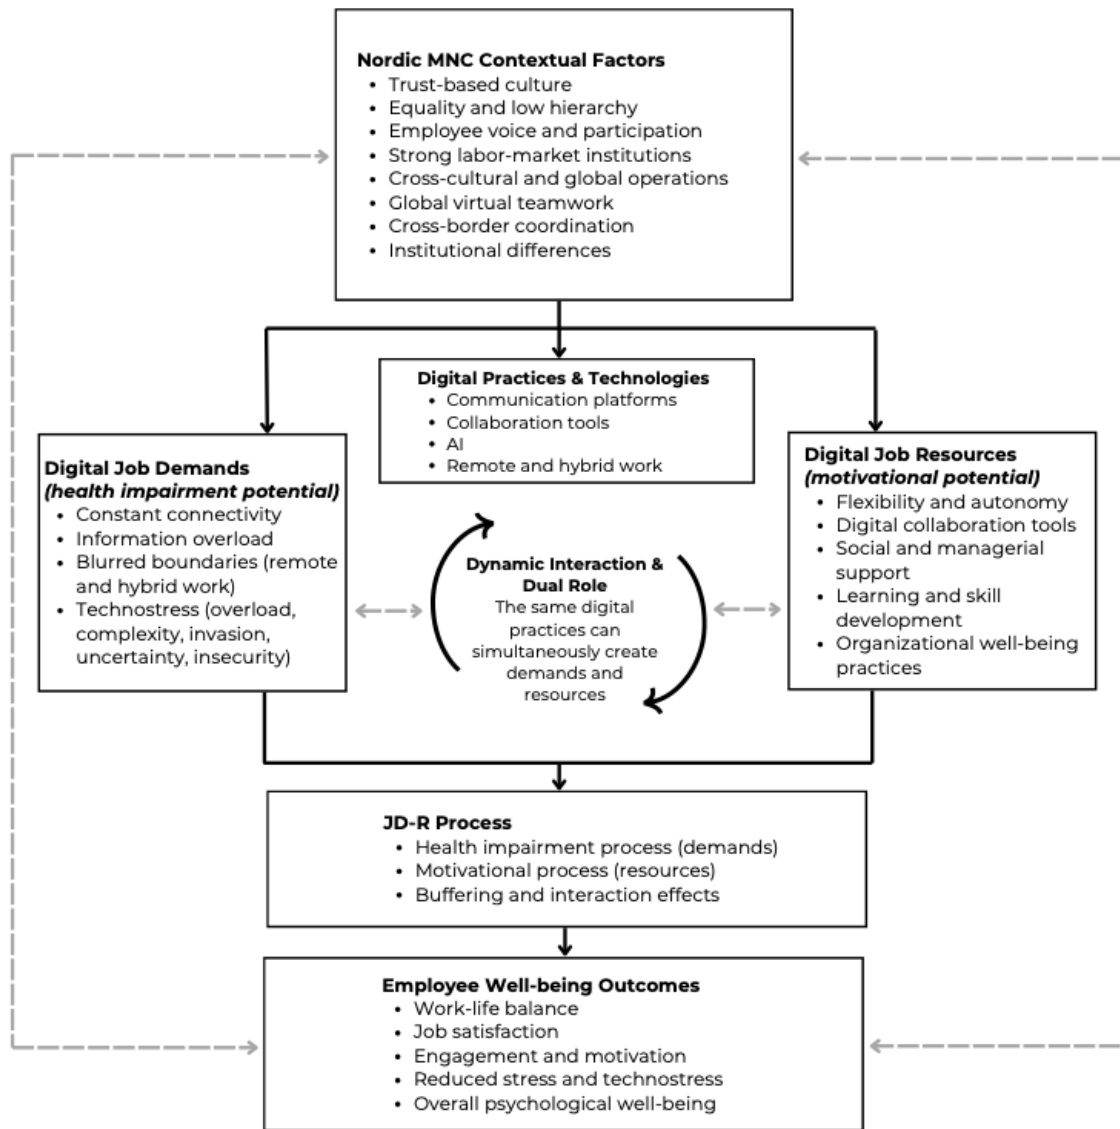 Nordic MNC Contextual Factors
• Trust-based culture
• Equality and low hierarchy
• Employee voice and participation
• Strong labor-market institutions
• Cross-cultural and global operations
• Global virtual teamwork
• Cross-border coordination
• Institutional differences
Digital Practices & Technologies
• Communication platforms
• Collaboration tools
• AI
• Remote and hybrid work
Digital Job Demands
(health impairment potential)
• Constant connectivity
• Information overload
• Blurred boundaries (remote
and hybrid work)
• Technostress (overload,
complexity, invasion,
uncertainty, insecurity)
Dynamic Interaction &
Dual Role
The same digital
practices can
simultaneously create
demands and
resources
Digital Job Resources
(motivational potential)
• Flexibility and autonomy
• Digital collaboration tools
• Social and managerial
support
• Learning and skill
development
• Organizational well-being
practices
JD-R Process
• Health impairment process (demands)
• Motivational process (resources)
• Buffering and interaction effects
Employee Well-being Outcomes
• Work-life balance
• Job satisfaction
• Engagement and motivation
• Reduced stress and technostress
• Overall psychological well-being